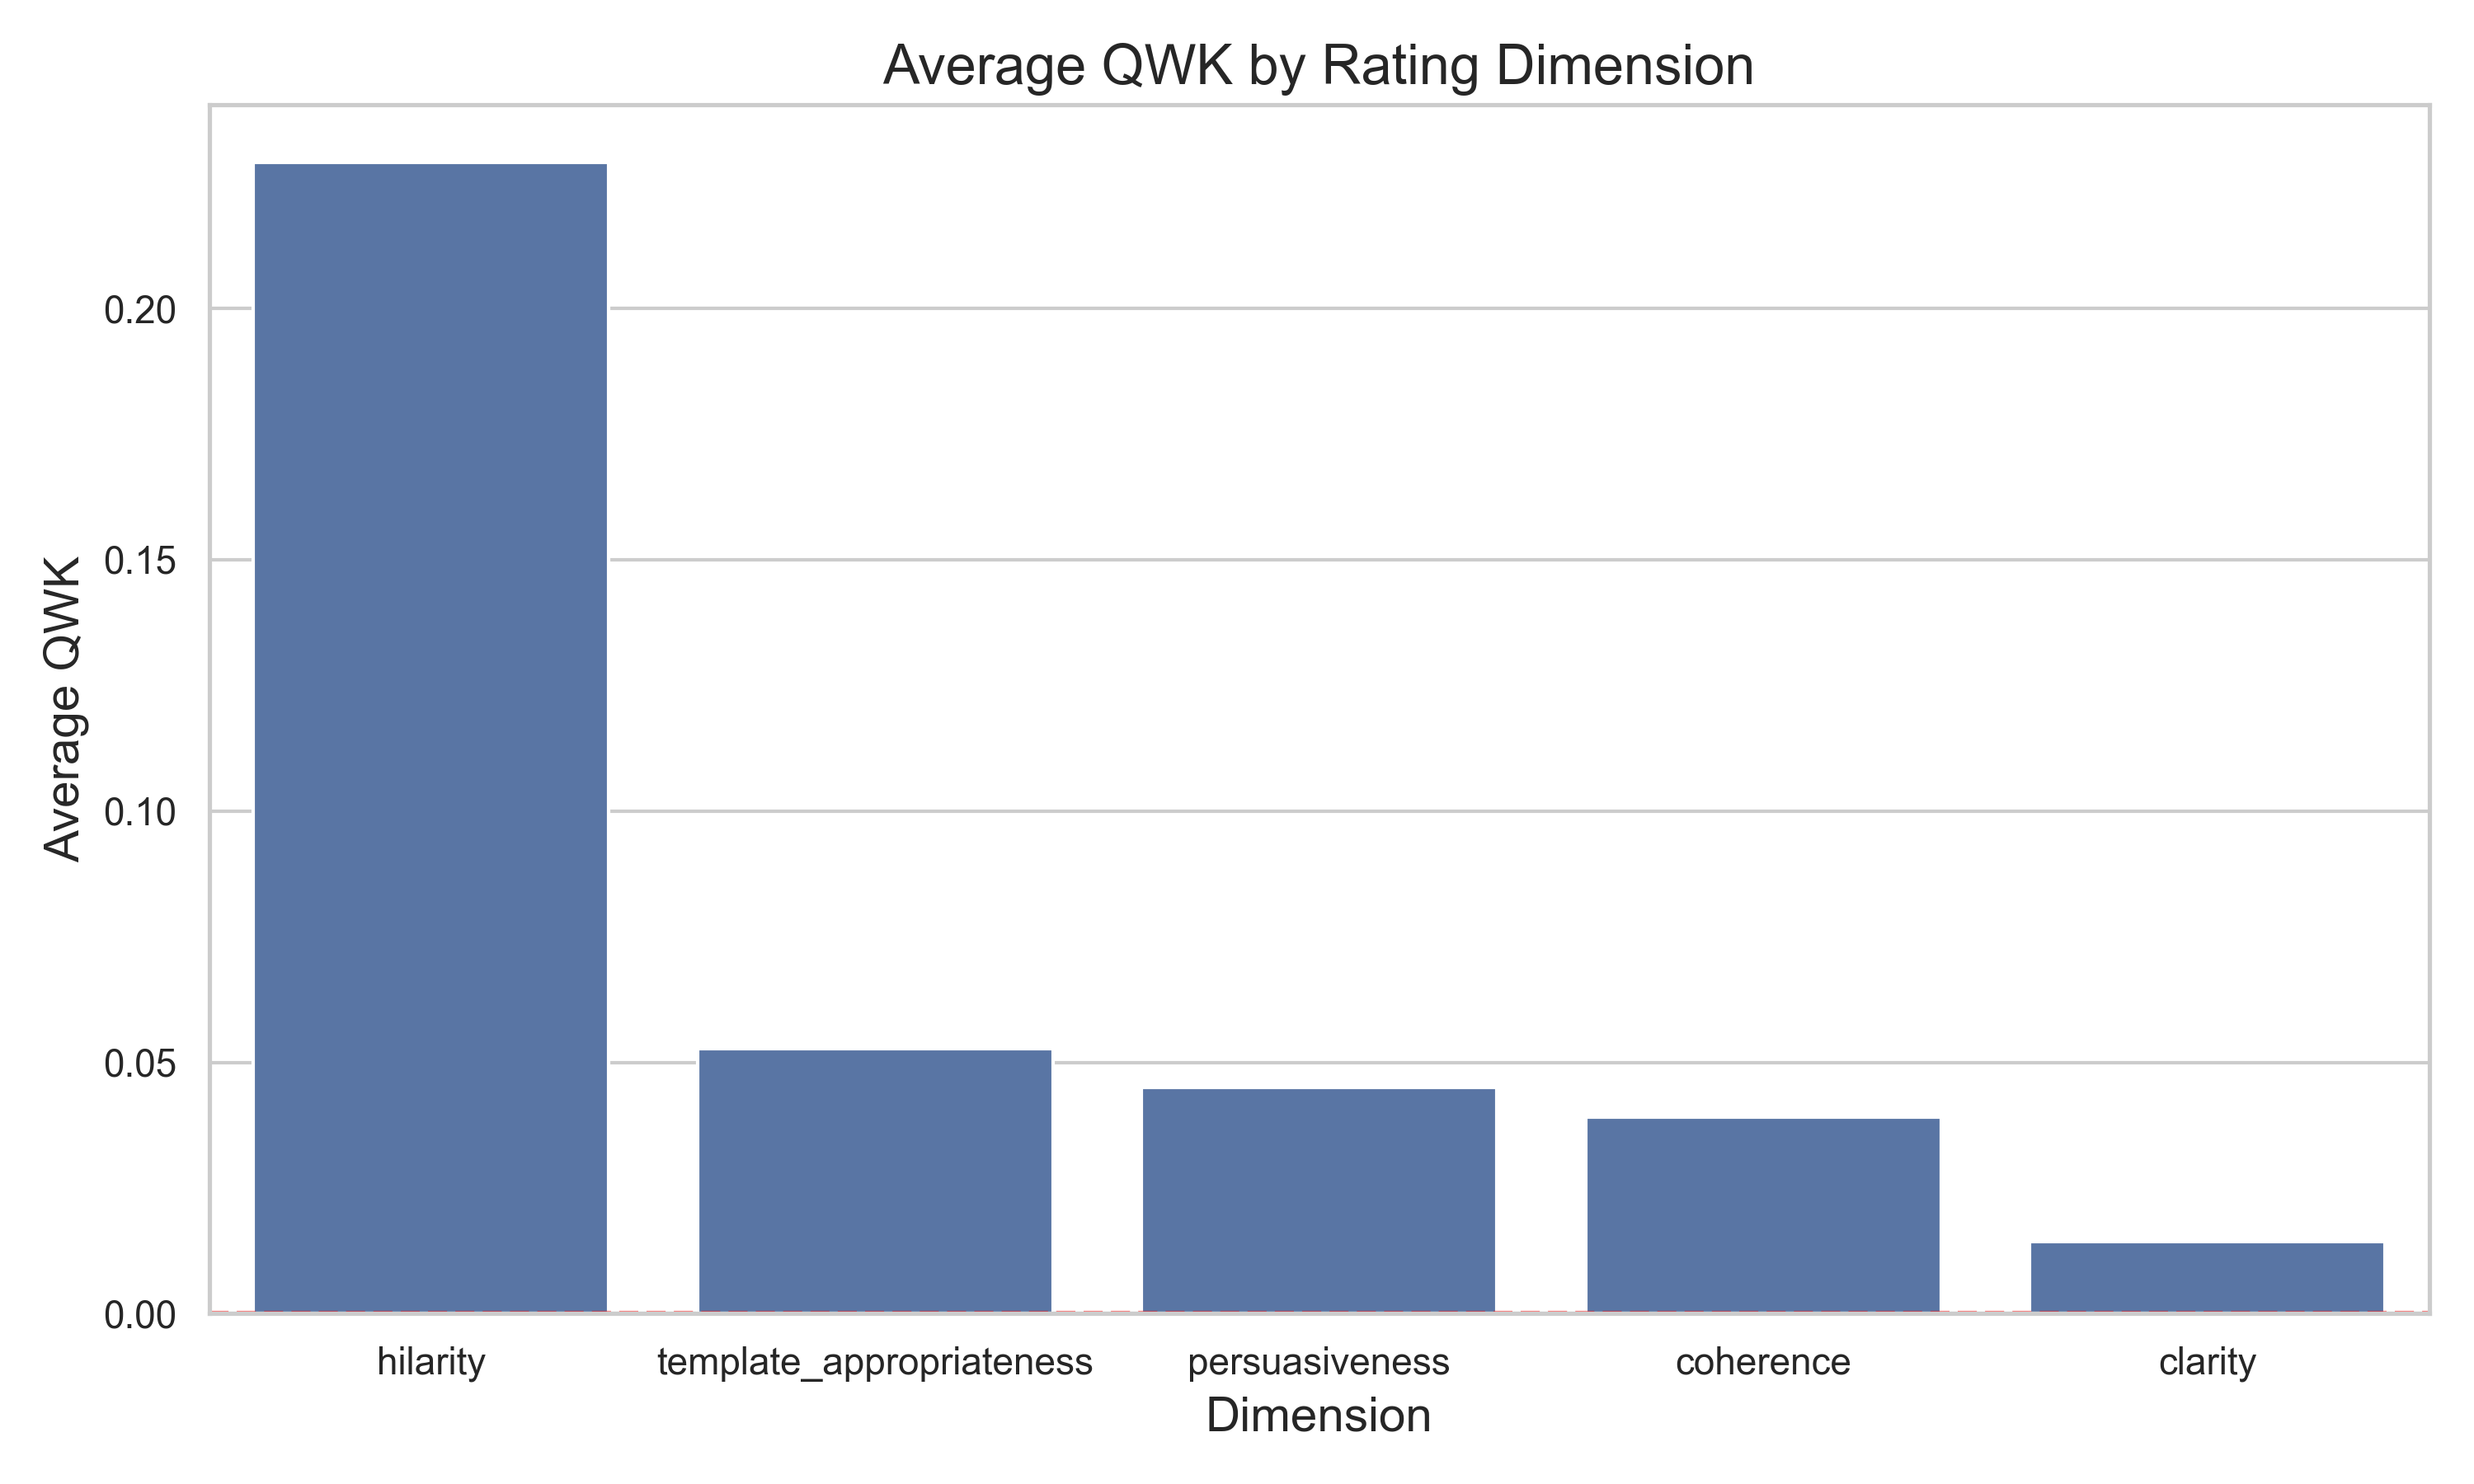 Average QWK by Rating Dimension
Average QWK
0.20
0.15
0.10
0.05
0.00
hilarity
template_appropriateness
persuasiveness
coherence
clarity
Dimension